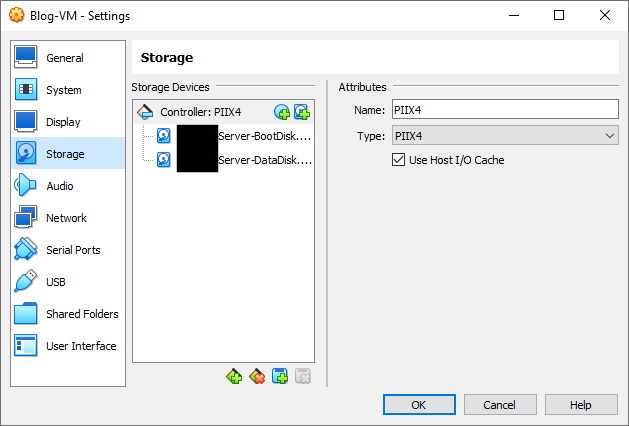 Blog-VM - Settings
General
System
Display
Storage
Audio
Network
Serial Ports
USB
Shared Folders
User Interface
Storage
Storage Devices
Controller: PIIX4
Server-BootDisk....
Server-DataDisk....
Attributes
Name: PIIX4
Type: PIIX4
Use Host I/O Cache
OK
Cancel
Help